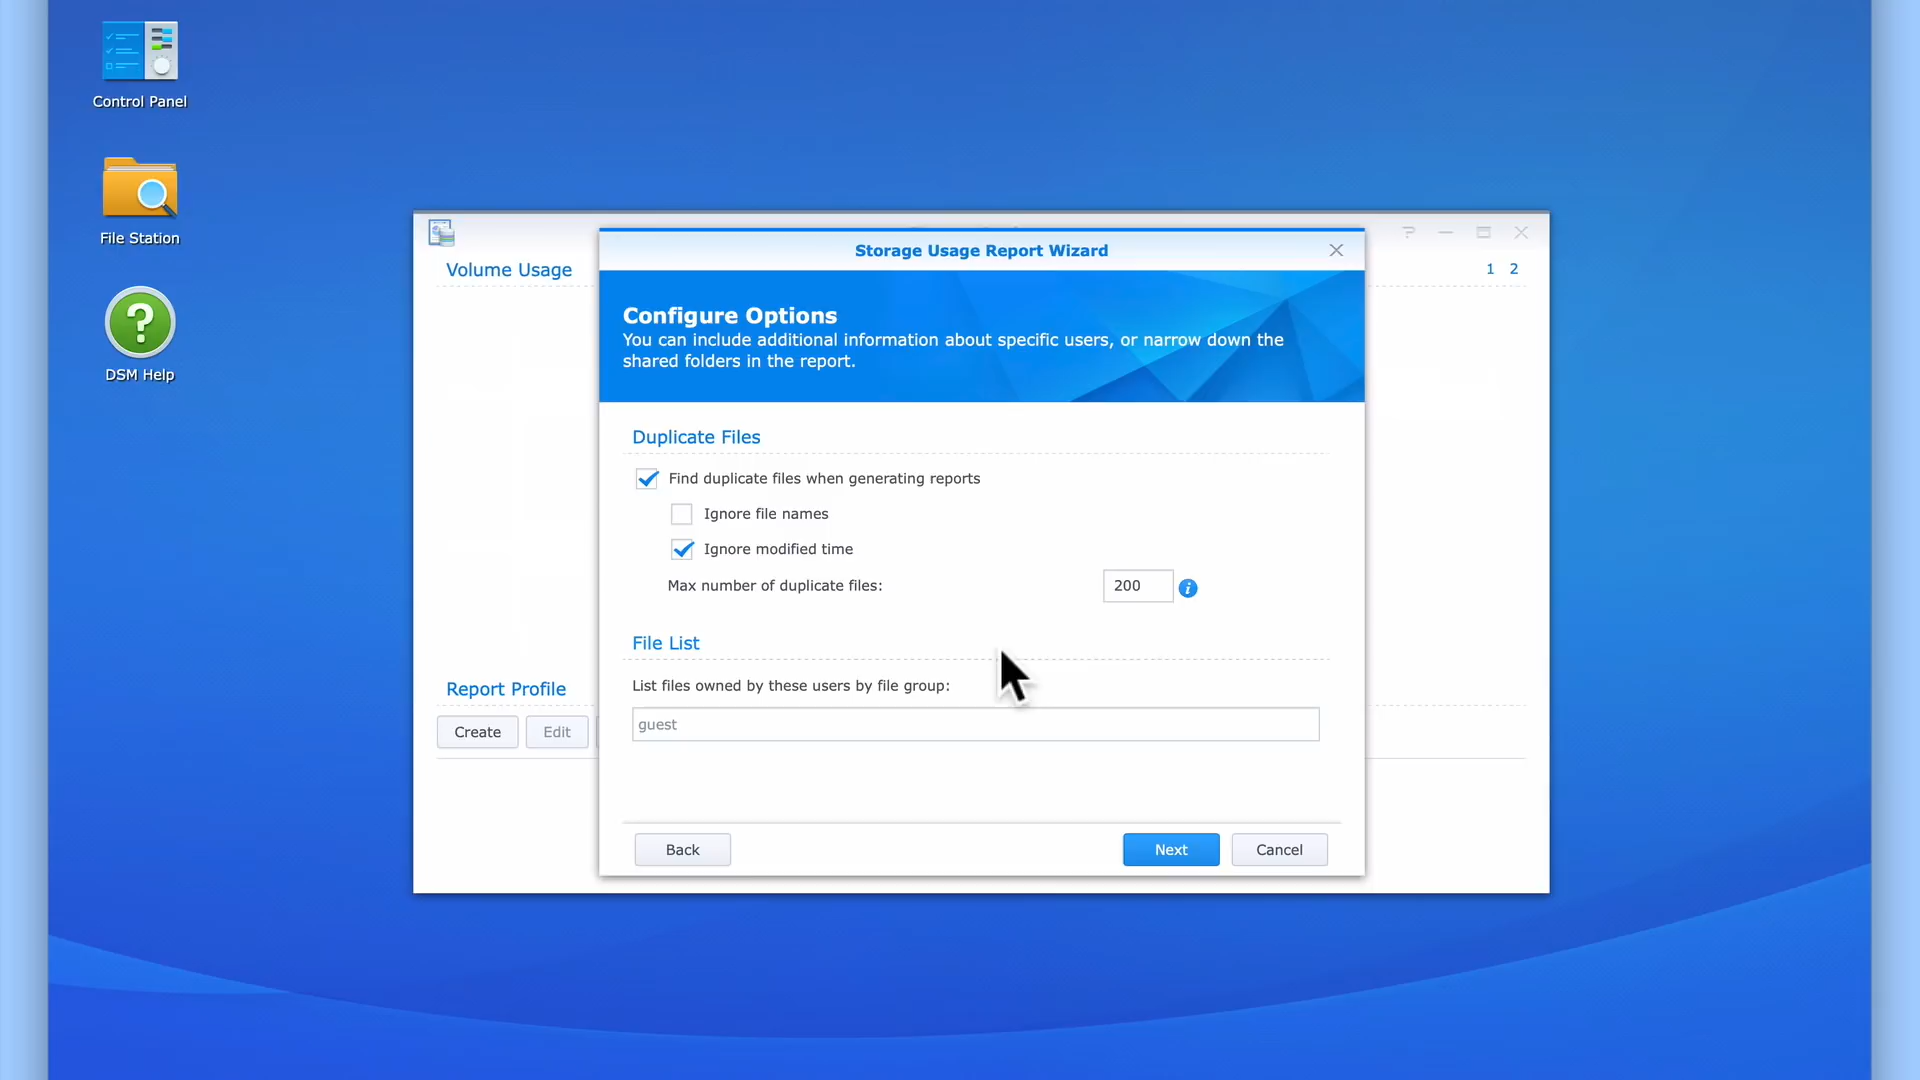 Control Panel
File Station
DSM Help
Volume Usage
1 2
Report Profile
Create Edit
Storage Usage Report Wizard
Configure Options
You can include additional information about specific users, or narrow down the
shared folders in the report.
Duplicate Files
Find duplicate files when generating reports
Ignore file names
Ignore modified time
Max number of duplicate files: 200
File List
List files owned by these users by file group:
guest
Back Next Cancel